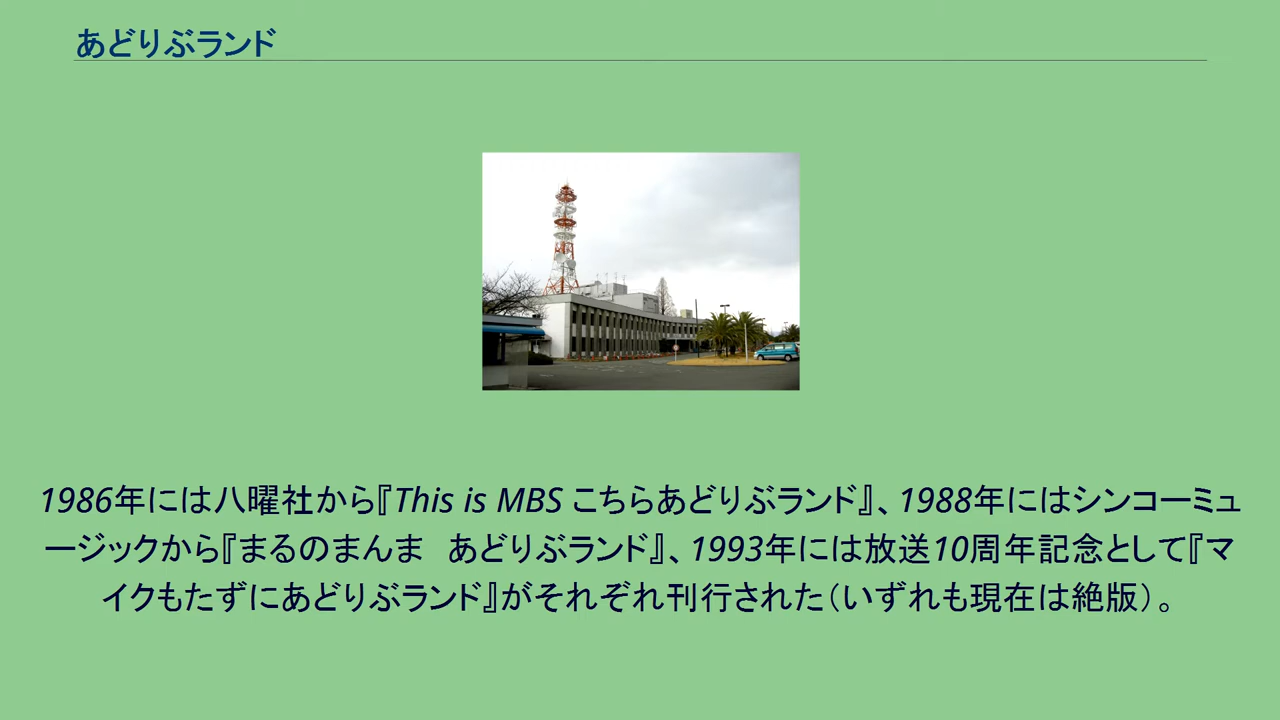 あどりぶランド
1986年には八曜社から『This is MBS こちらあどりぶランド』、1988年にはシンコーミュ
ージックから『まるのまんま　あどりぶランド』、1993年には放送10周年記念として『マ
イクもたずにあどりぶランド』がそれぞれ刊行された（いずれも現在は絶版）。